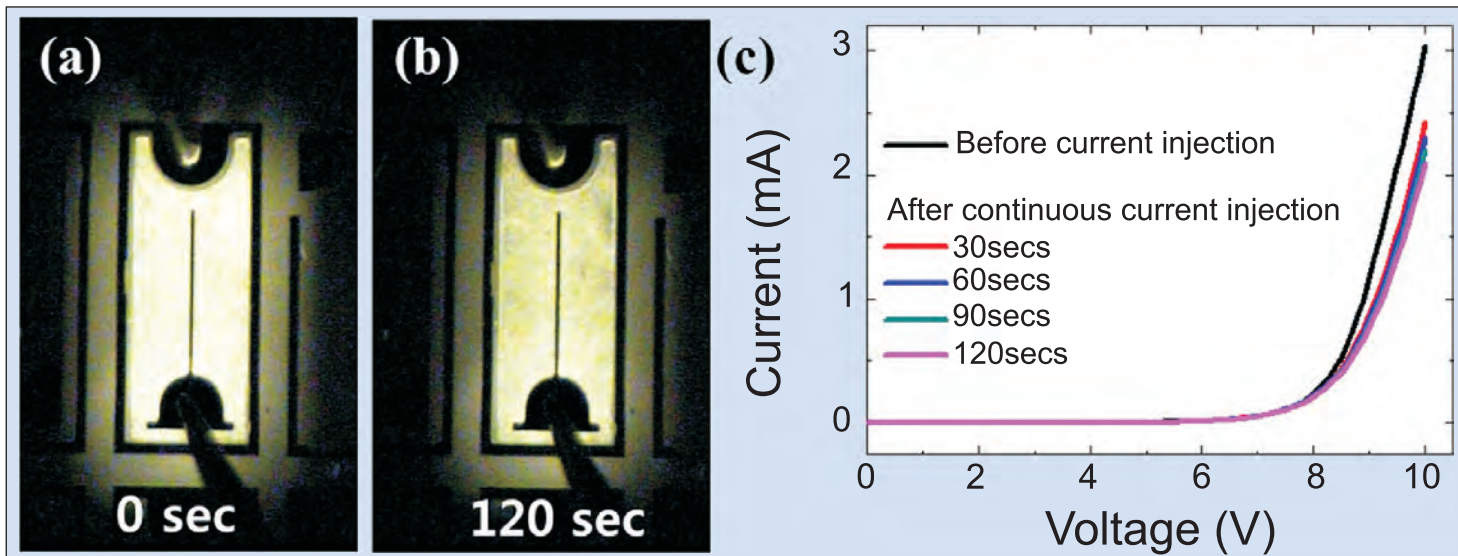 (a)
0 sec
(b)
120 sec
(c)
Current (mA)
3
2
1
0
Before current injection
After continuous current injection
30secs
60secs
90secs
120secs
0 2 4 6 8 10
Voltage (V)